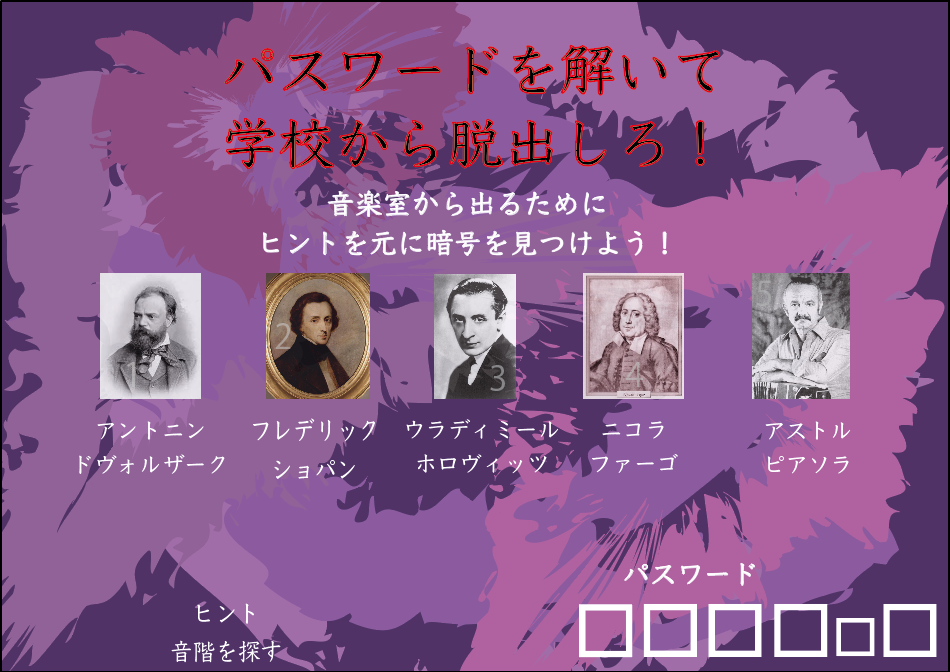 パスワードを解いて
学校から脱出しろ！
音楽室から出るために
ヒントを元に暗号を見つけよう！
1
2
3
4
5
アントニン
ドヴォルザーク
フレデリック
ショパン
ウラディミール
ホロヴィッツ
ニコラ
ファーゴ
アストル
ピアソラ
パスワード
ヒント
音階を探す